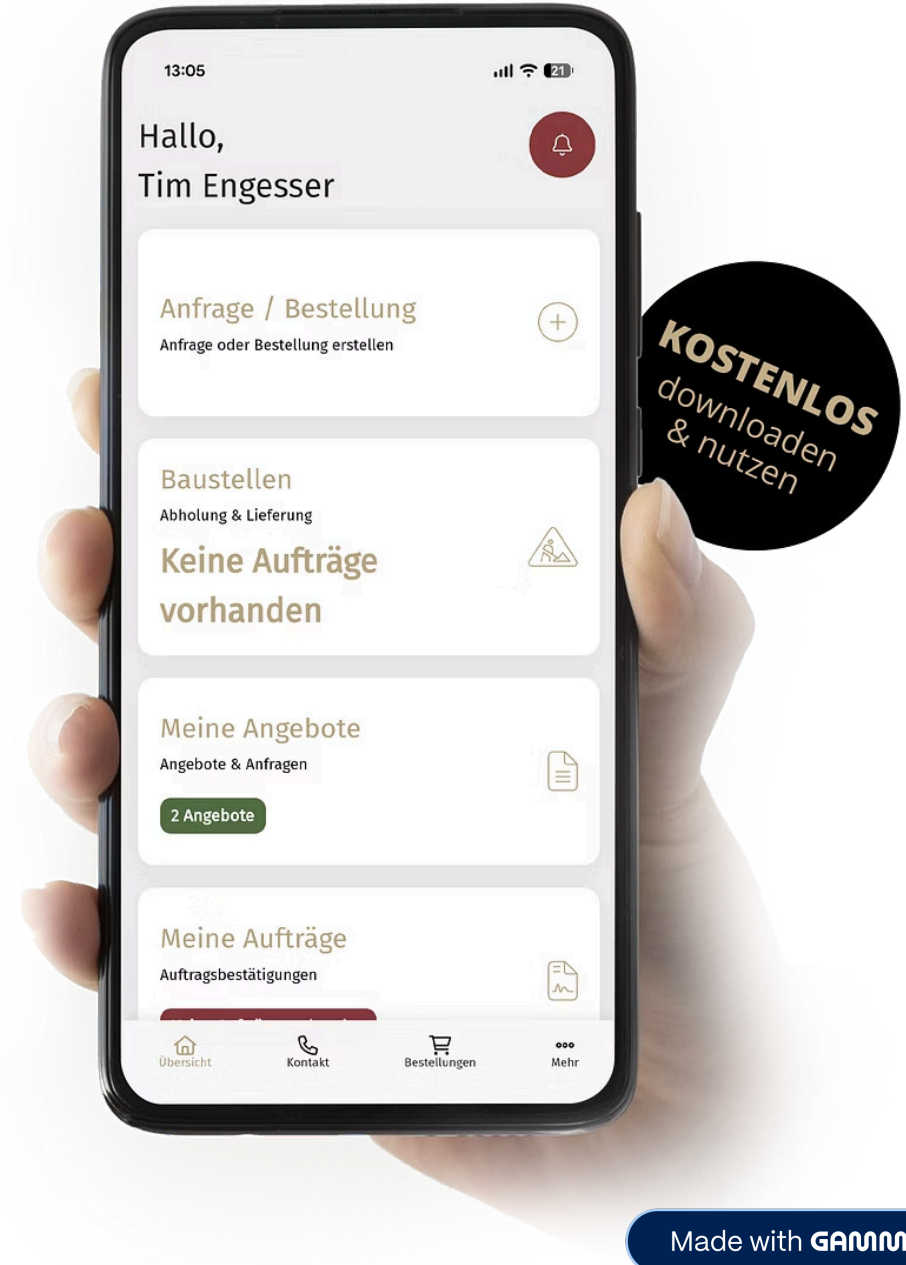 13:05
21
Hallo,
Tim Engesser
Anfrage / Bestellung
Anfrage oder Bestellung erstellen
KOSTENLOS
downloaden
& nutzen
Baustellen
Abholung & Lieferung
Keine Aufträge
vorhanden
Meine Angebote
Angebote & Anfragen
2 Angebote
Meine Aufträge
Auftragsbestätigungen
Übersicht
Kontakt
Bestellungen
Mehr
Made with GAMM